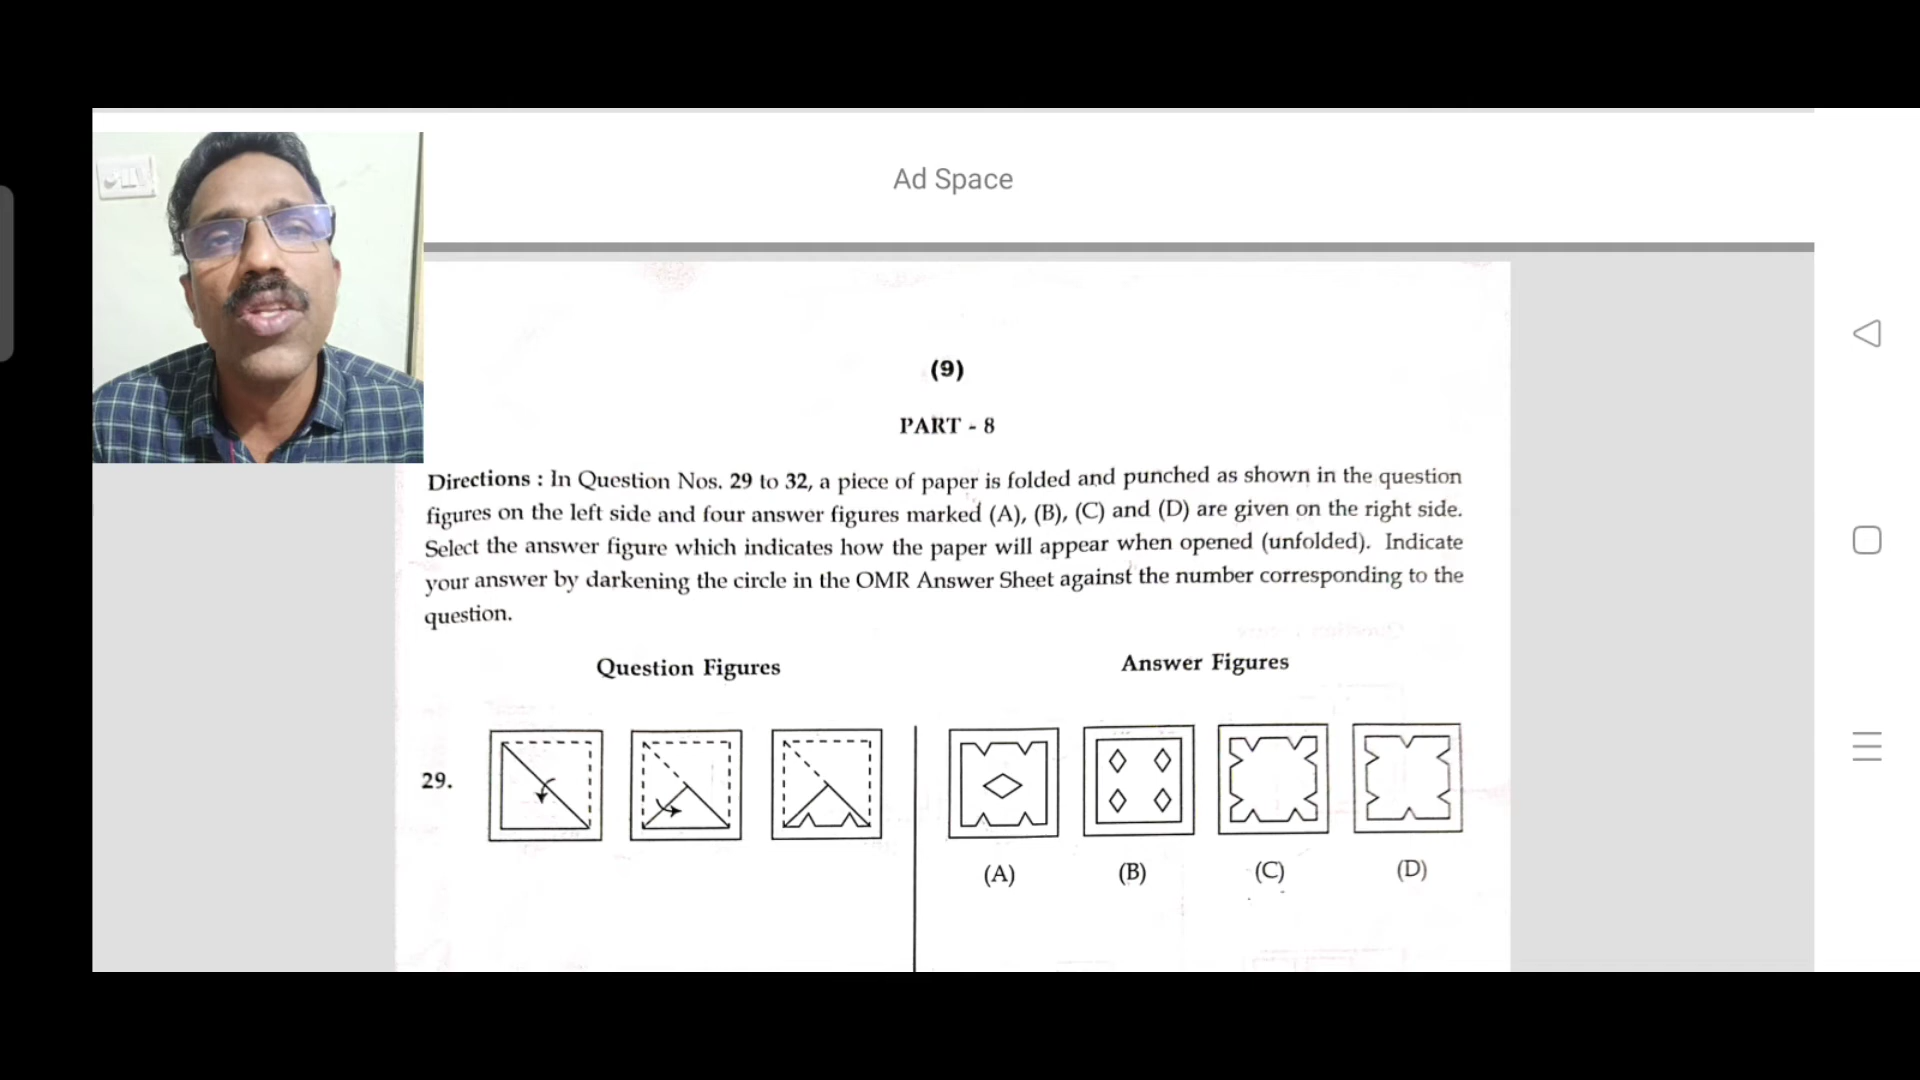 Ad Space
(9)
PART - 8
Directions : In Question Nos. 29 to 32, a piece of paper is folded and punched as shown in the question
figures on the left side and four answer figures marked (A), (B), (C) and (D) are given on the right side.
Select the answer figure which indicates how the paper will appear when opened (unfolded). Indicate
your answer by darkening the circle in the OMR Answer Sheet against the number corresponding to the
question.
Question Figures
Answer Figures
29.
(A)
(B)
(C)
(D)